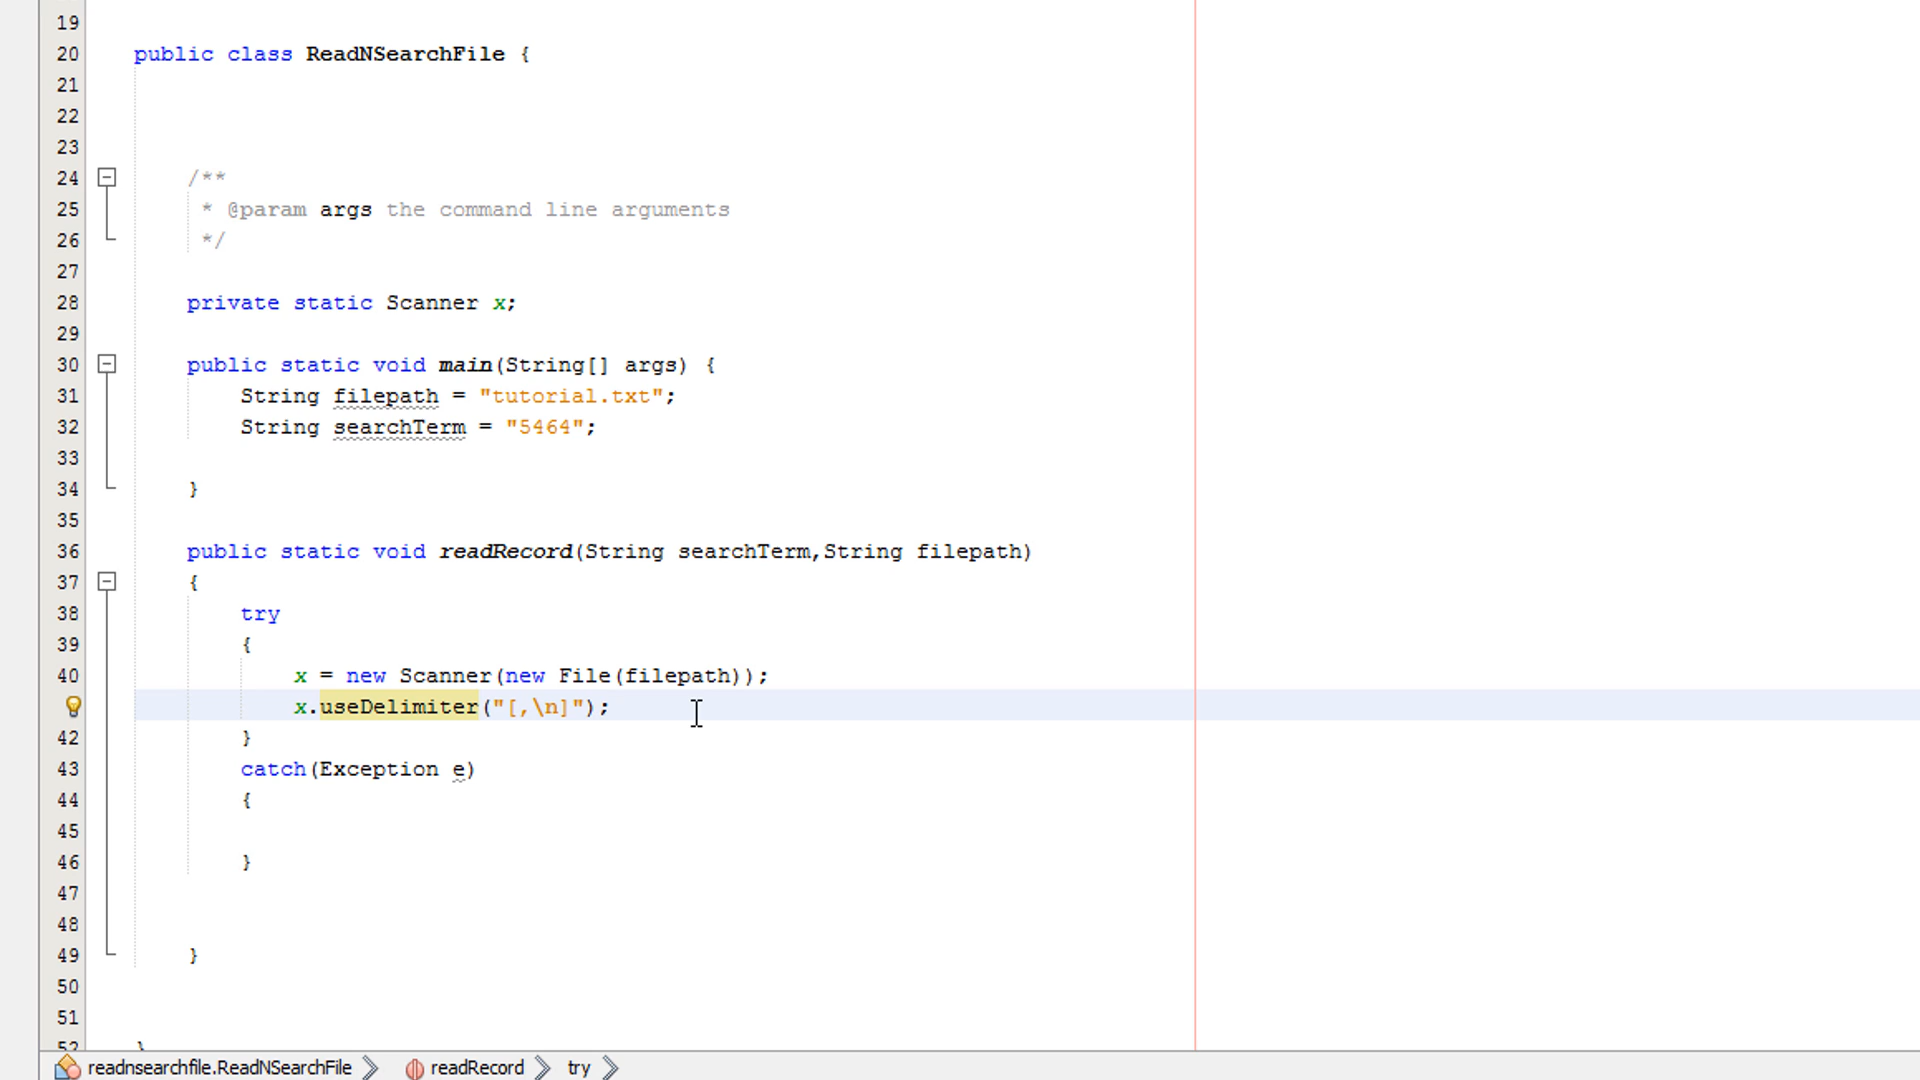 19
20 public class ReadNSearchFile {
21
22
23
24 /**
25 * @param args the command line arguments
26 */
27
28 private static Scanner x;
29
30 public static void main(String[] args) {
31 String filepath = "tutorial.txt";
32 String searchTerm = "5464";
33
34 }
35
36 public static void readRecord(String searchTerm,String filepath)
37 {
38 try
39 {
40 x = new Scanner(new File(filepath));
x.useDelimiter("[,\n]");
42 }
43 catch(Exception e)
44 {
45
46 }
47
48
49 }
50
51
52 }
readnsearchfile.ReadNSearchFile readRecord try